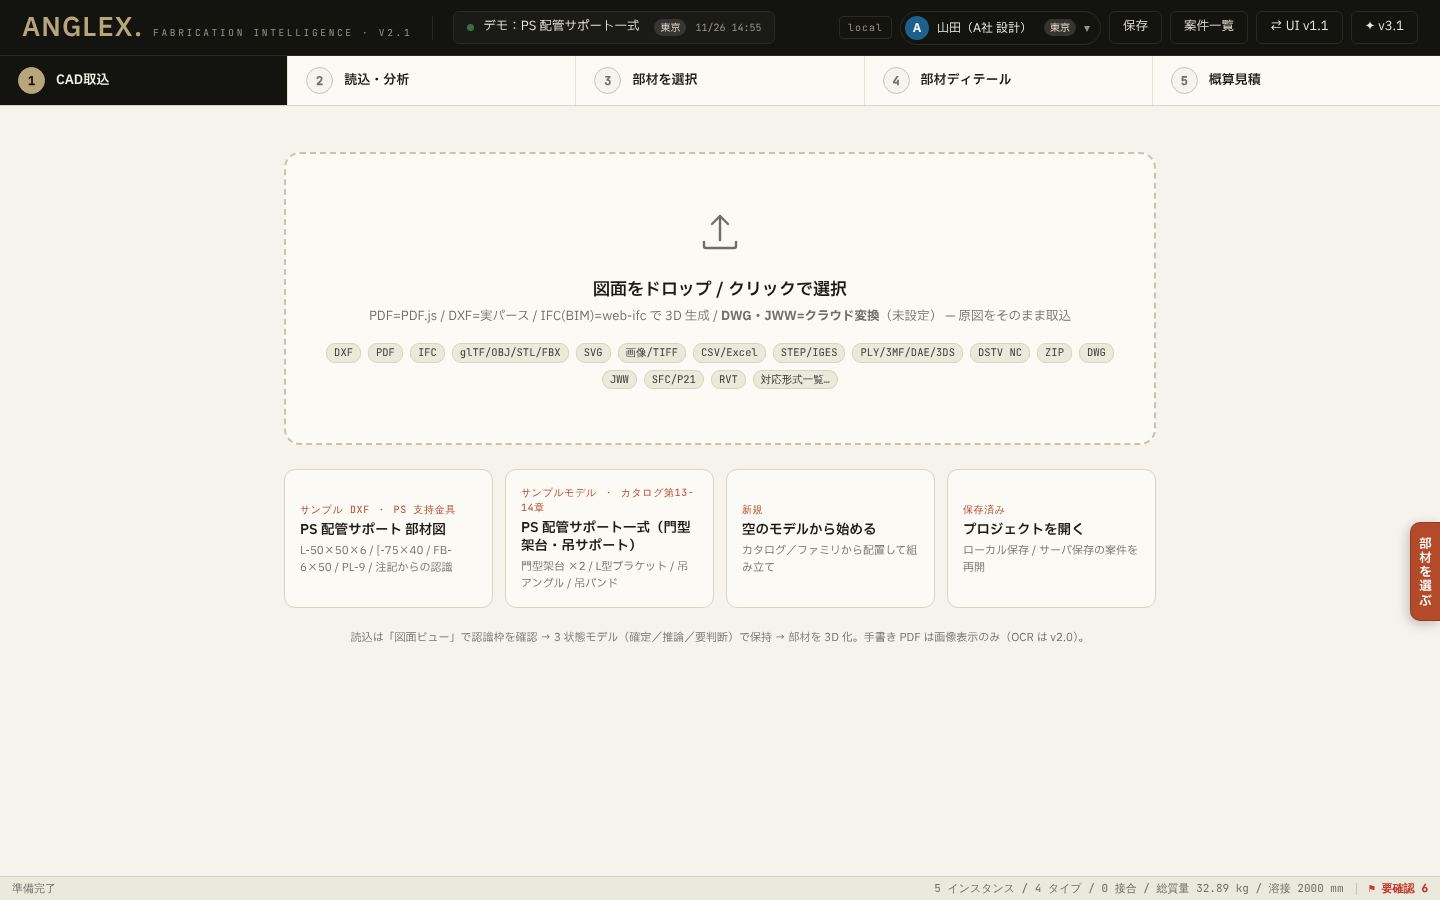 ANGLEX. FABRICATION INTELLIGENCE · V2.1
デモ：PS 配管サポート一式 東京 11/26 14:55
local
A 山田（A社 設計） 東京 ▾
保存
案件一覧
⇄ UI v1.1
✦ v3.1
1 CAD取込
2 読込・分析
3 部材を選択
4 部材ディテール
5 概算見積
図面をドロップ / クリックで選択
PDF=PDF.js / DXF=実パース / IFC(BIM)=web-ifc で 3D 生成 / DWG・JWW=クラウド変換（未設定） — 原図をそのまま取込
DXF PDF IFC glTF/OBJ/STL/FBX SVG 画像/TIFF CSV/Excel STEP/IGES PLY/3MF/DAE/3DS DSTV NC ZIP DWG
JWW SFC/P21 RVT 対応形式一覧…
サンプル DXF · PS 支持金具
PS 配管サポート 部材図
L-50×50×6 / [-75×40 / FB-
6×50 / PL-9 / 注記からの認識
サンプルモデル · カタログ第13-
14章
PS 配管サポート一式（門型
架台・吊サポート）
門型架台 ×2 / L型ブラケット / 吊
アングル / 吊バンド
新規
空のモデルから始める
カタログ／ファミリから配置して組
み立て
保存済み
プロジェクトを開く
ローカル保存 / サーバ保存の案件を
再開
部材を選ぶ
読込は「図面ビュー」で認識枠を確認 → 3 状態モデル（確定／推論／要判断）で保持 → 部材を 3D 化。手書き PDF は画像表示のみ（OCR は v2.0）。
準備完了
5 インスタンス / 4 タイプ / 0 接合 / 総質量 32.89 kg / 溶接 2000 mm
⚑ 要確認 6